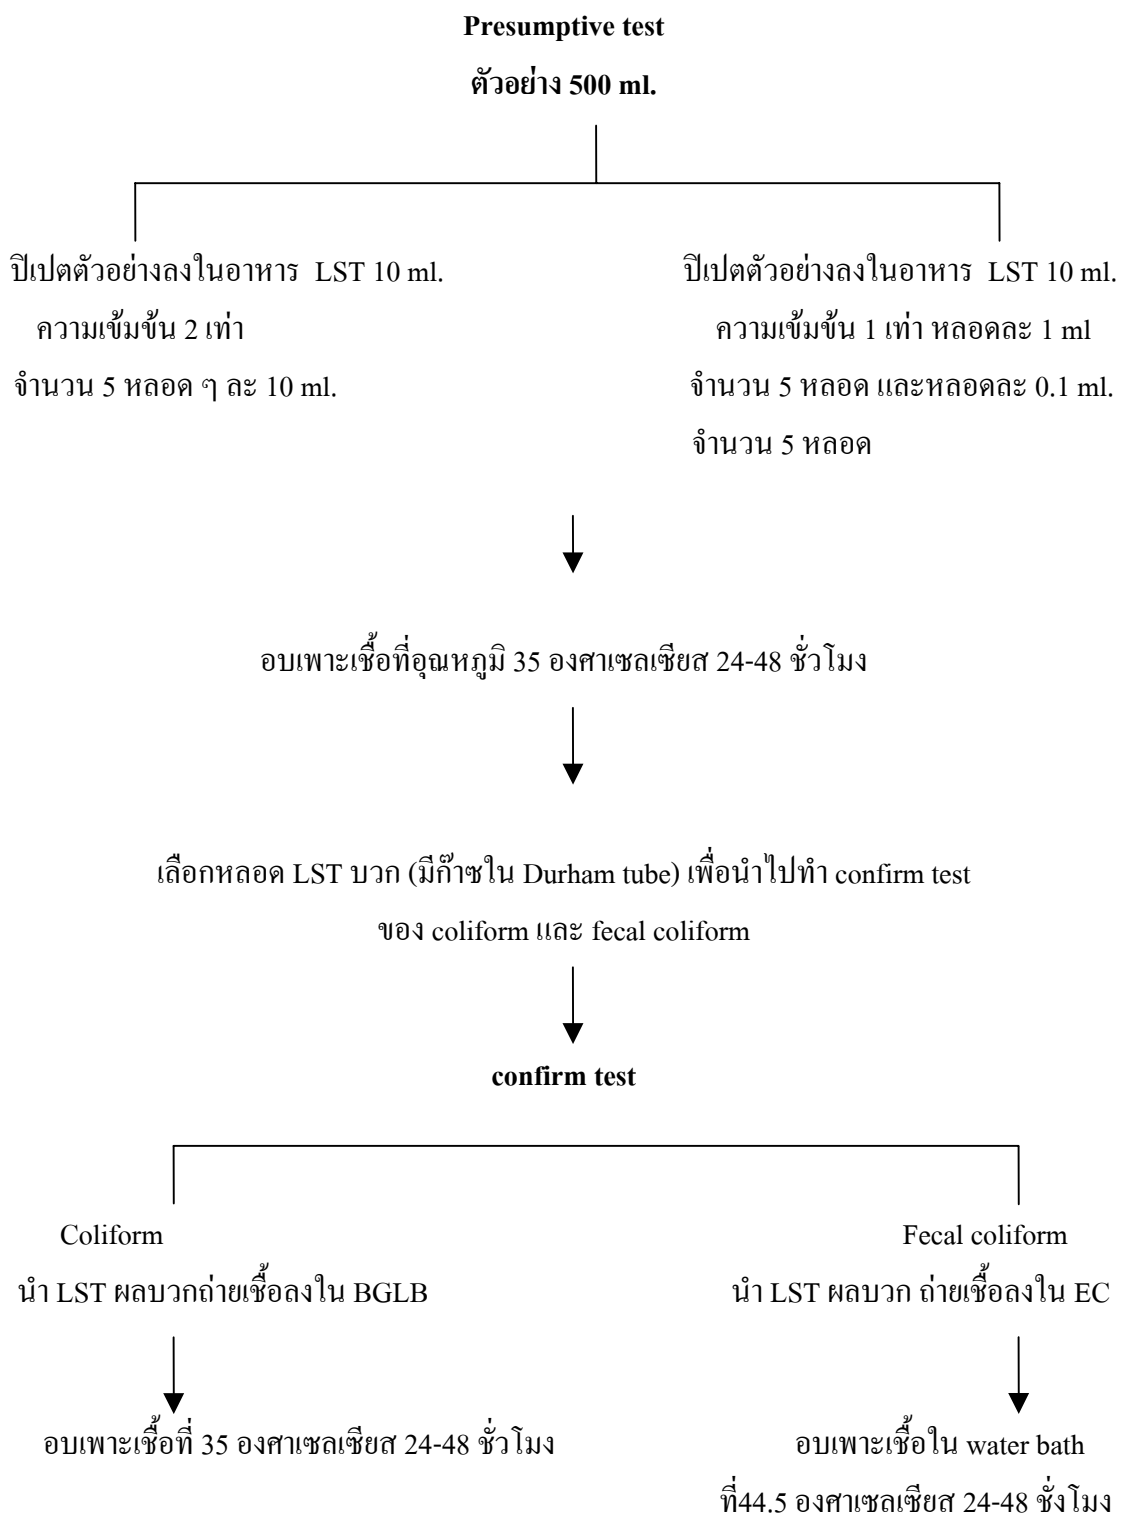 Presumptive test
ตัวอย่าง 500 ml.
ปิเปตตัวอย่างลงในอาหาร LST 10 ml.
ความเข้มข้น 2 เท่า
จำนวน 5 หลอด ๆ ละ 10 ml.
ปิเปตตัวอย่างลงในอาหาร LST 10 ml.
ความเข้มข้น 1 เท่า หลอดละ 1 ml
จำนวน 5 หลอด และหลอดละ 0.1 ml.
จำนวน 5 หลอด
อบเพาะเชื้อที่อุณหภูมิ 35 องศาเซลเซียส 24-48 ชั่วโมง
เลือกหลอด LST บวก (มีก๊าซใน Durham tube) เพื่อนำไปทำ confirm test
ของ coliform และ fecal coliform
confirm test
Coliform
นำ LST ผลบวกถ่ายเชื้อลงใน BGLB
อบเพาะเชื้อที่ 35 องศาเซลเซียส 24-48 ชั่วโมง
Fecal coliform
นำ LST ผลบวก ถ่ายเชื้อลงใน EC
อบเพาะเชื้อใน water bath
ที่44.5 องศาเซลเซียส 24-48 ชั่งโมง